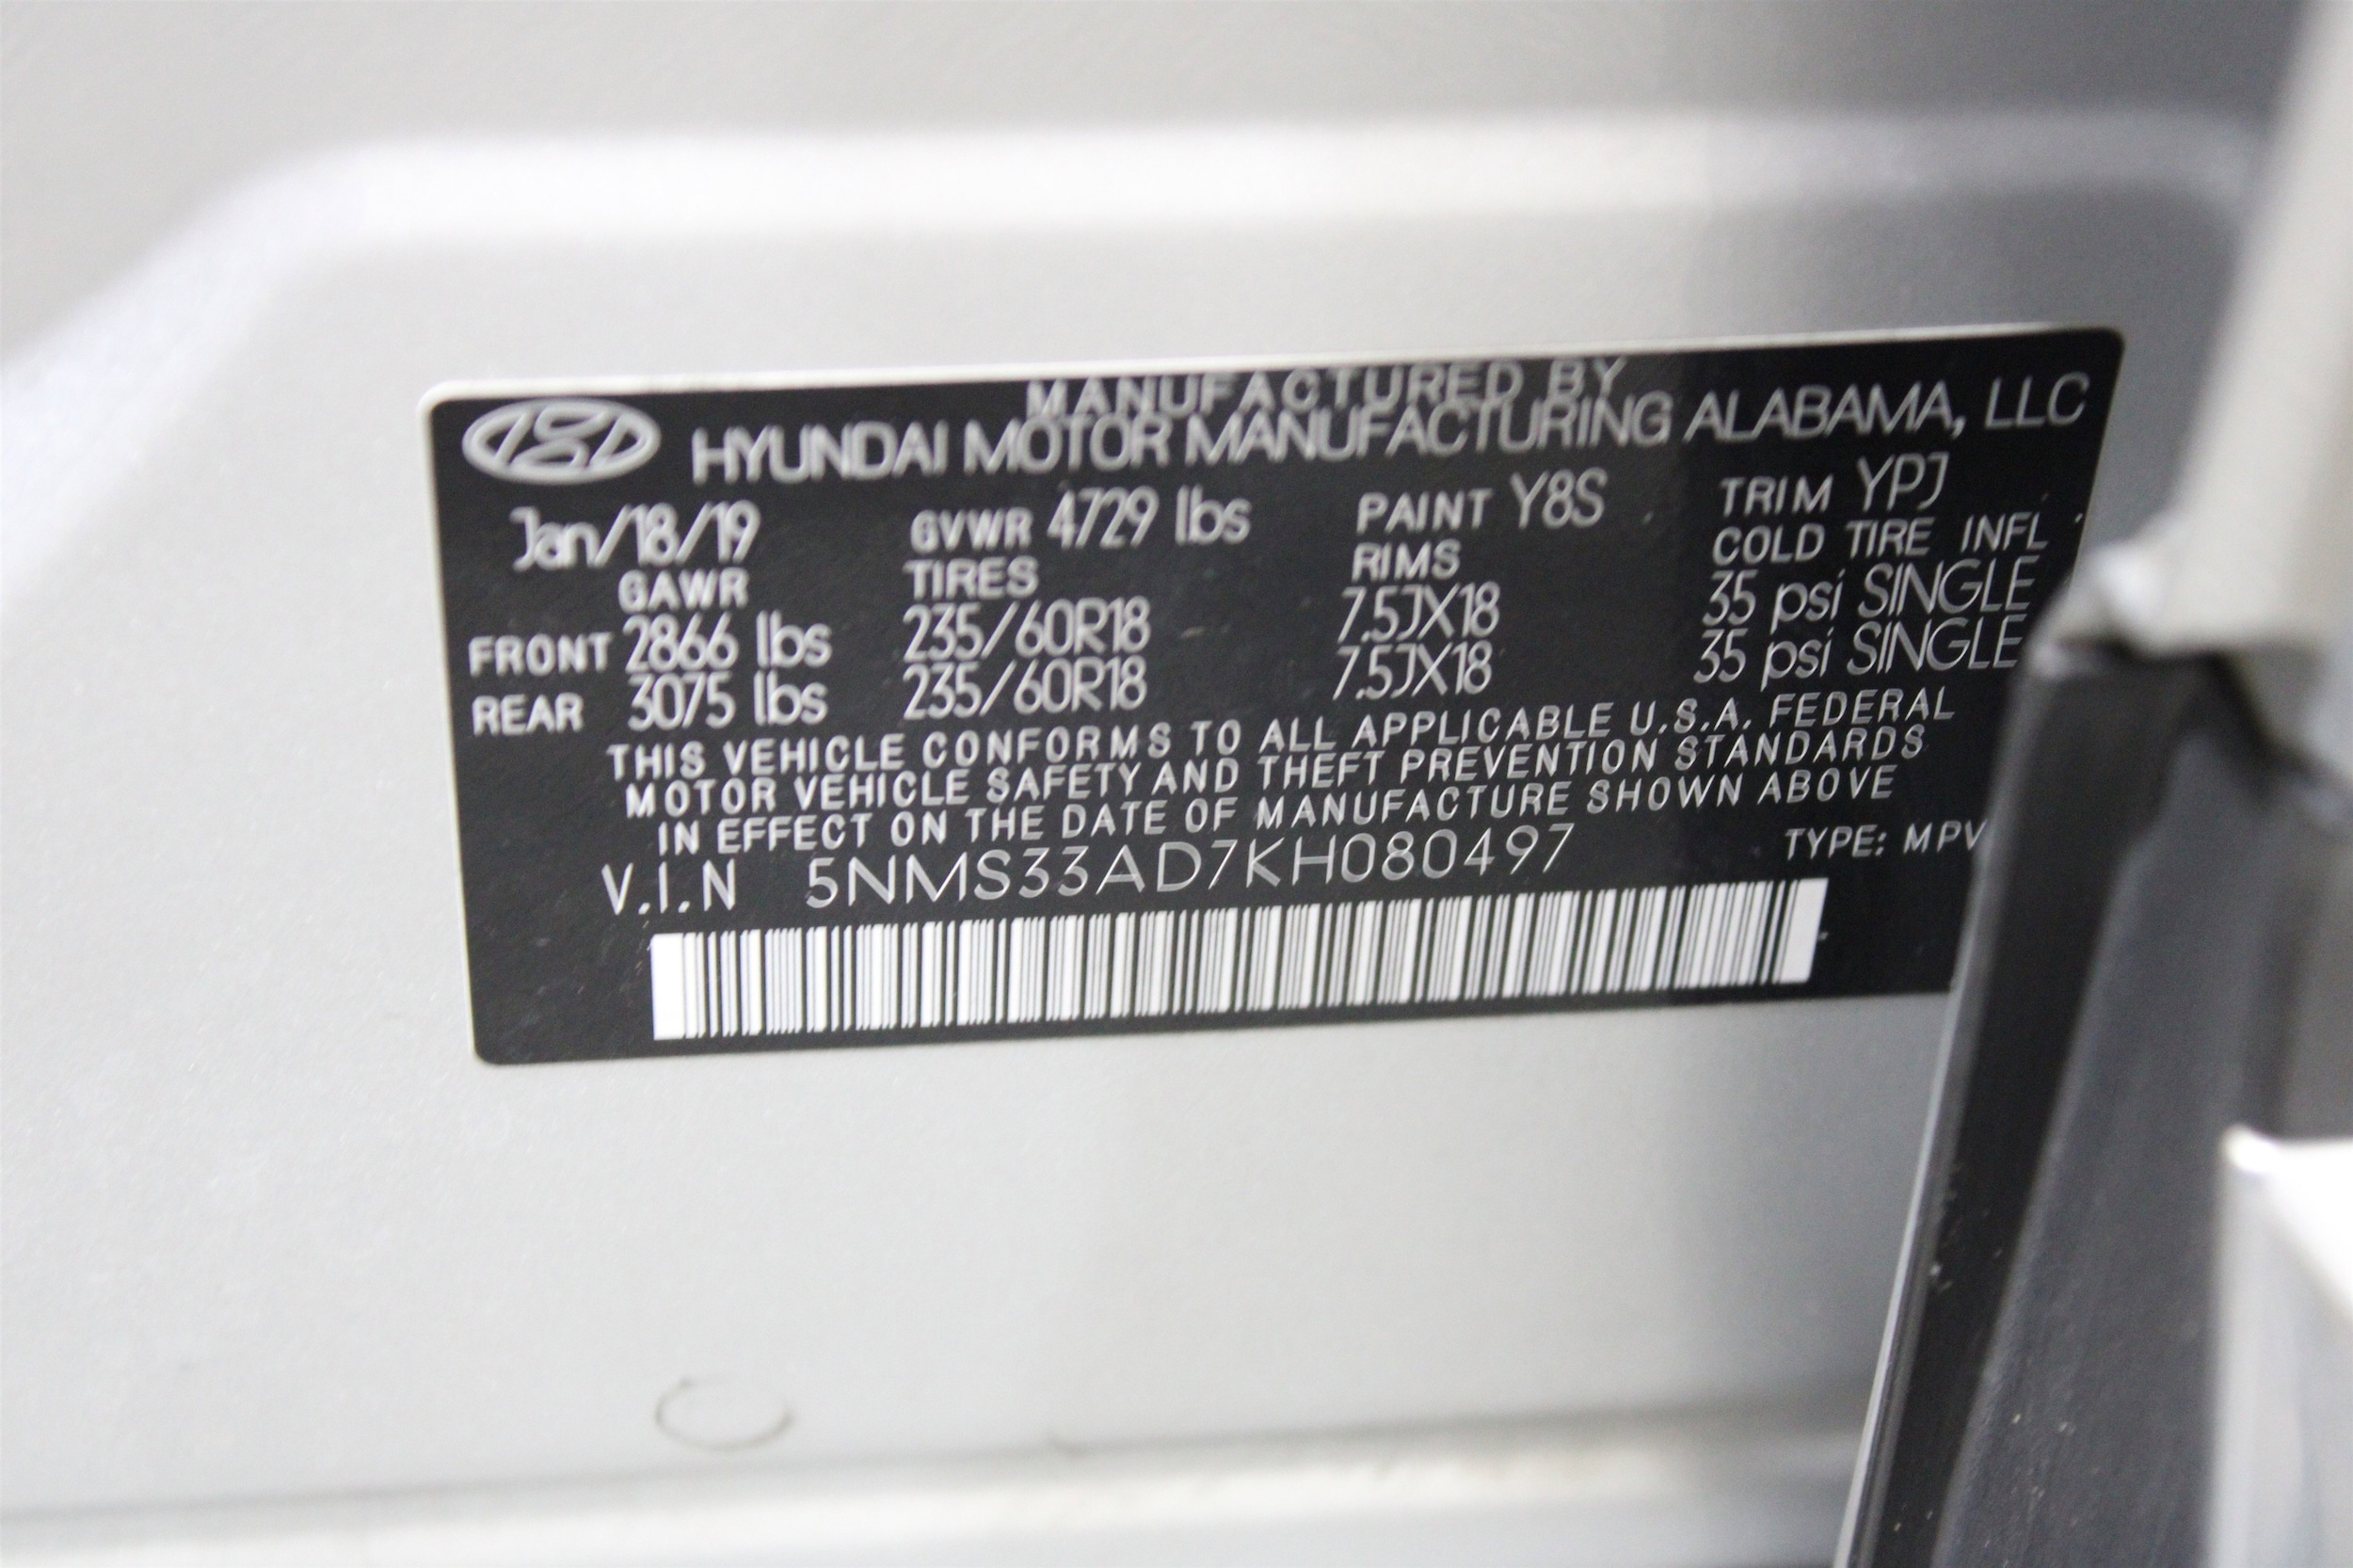 MANUFACTURED BY
HYUNDAI MOTOR MANUFACTURING ALABAMA, LLC
Jan/18/19 GVWR 4729 lbs PAINT Y8S TRIM YPJ
GAWR TIRES RIMS COLD TIRE INFL
FRONT 2866 lbs 235/60R18 7.5JX18 35 psi SINGLE
REAR 3075 lbs 235/60R18 7.5JX18 35 psi SINGLE
THIS VEHICLE CONFORMS TO ALL APPLICABLE U.S.A. FEDERAL
MOTOR VEHICLE SAFETY AND THEFT PREVENTION STANDARDS
IN EFFECT ON THE DATE OF MANUFACTURE SHOWN ABOVE
V.I.N 5NMS33AD7KH080497 TYPE: MPV